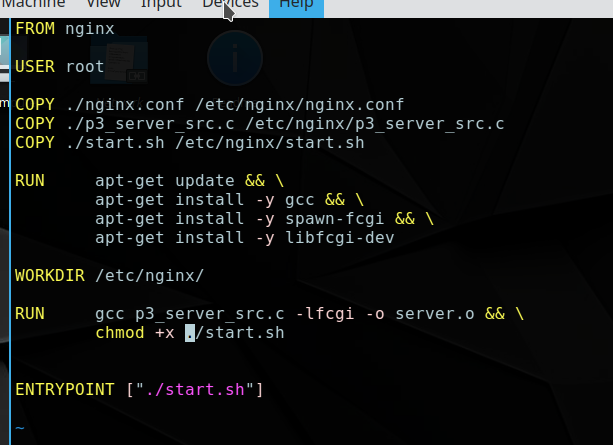 Machine View Input Devices Help
FROM nginx
USER root
COPY ./nginx.conf /etc/nginx/nginx.conf
COPY ./p3_server_src.c /etc/nginx/p3_server_src.c
COPY ./start.sh /etc/nginx/start.sh
RUN     apt-get update && \
        apt-get install -y gcc && \
        apt-get install -y spawn-fcgi && \
        apt-get install -y libfcgi-dev
WORKDIR /etc/nginx/
RUN     gcc p3_server_src.c -lfcgi -o server.o && \
        chmod +x ./start.sh
ENTRYPOINT ["./start.sh"]
~